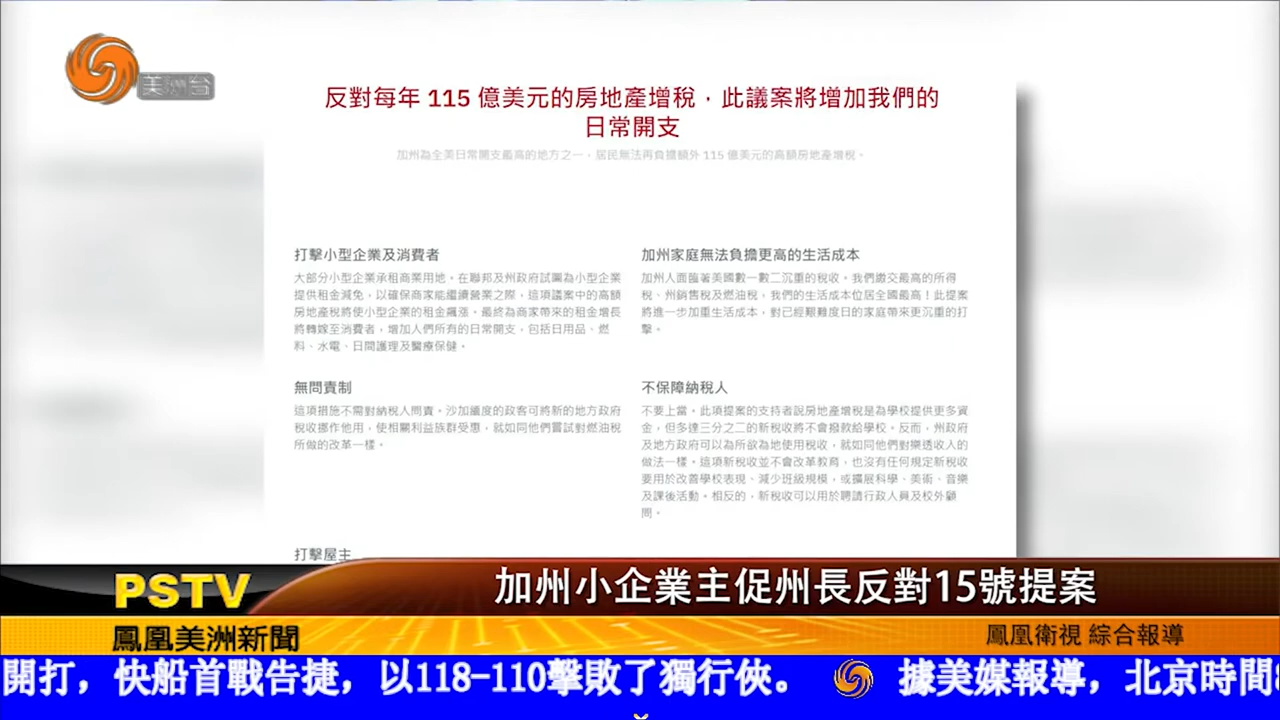 美洲台
反對每年 115 億美元的房地產增稅，此議案將增加我們的
日常開支
加州為全美日常開支最高的地方之一，居民無法再負擔額外 115 億美元的高額房地產增稅。
打擊小型企業及消費者
大部分小型企業承租商業用地。在聯邦及州政府試圖為小型企業
提供租金減免，以確保商家能繼續營業之際，這項議案中的高額
房地產稅將使小型企業的租金飆漲。最終為商家帶來的租金增長
將轉嫁至消費者，增加人們所有的日常開支，包括日用品、燃
料、水電、日間護理及醫療保健。
加州家庭無法負擔更高的生活成本
加州人面臨著美國數一數二沉重的稅收。我們繳交最高的所得
稅、州銷售稅及燃油稅、我們的生活成本位居全國最高！此提案
將進一步加重生活成本，對已經艱難度日的家庭帶來更沉重的打
擊。
無問責制
這項措施不需對納稅人問責。沙加緬度的政客可將新的地方政府
稅收挪作他用，使相關利益族群受惠，就如同他們嘗試對燃油稅
所做的改革一樣。
不保障納稅人
不要上當。此項提案的支持者說房地產增稅是為學校提供更多資
金，但多達三分之二的新稅收將不會撥款給學校。反而，州政府
及地方政府可以為所欲為地使用稅收，就如同他們對樂透收入的
做法一樣。這項新稅收並不會改革教育，也沒有任何規定新稅收
要用於改善學校表現、減少班級規模，或擴展科學、美術、音樂
及課後活動。相反的，新稅收可以用於聘請行政人員及校外顧
問。
打擊屋主
PSTV
加州小企業主促州長反對15號提案
鳳凰美洲新聞
鳳凰衛視 綜合報導
開打，快船首戰告捷，以118-110擊敗了獨行俠。
據美媒報導，北京時間